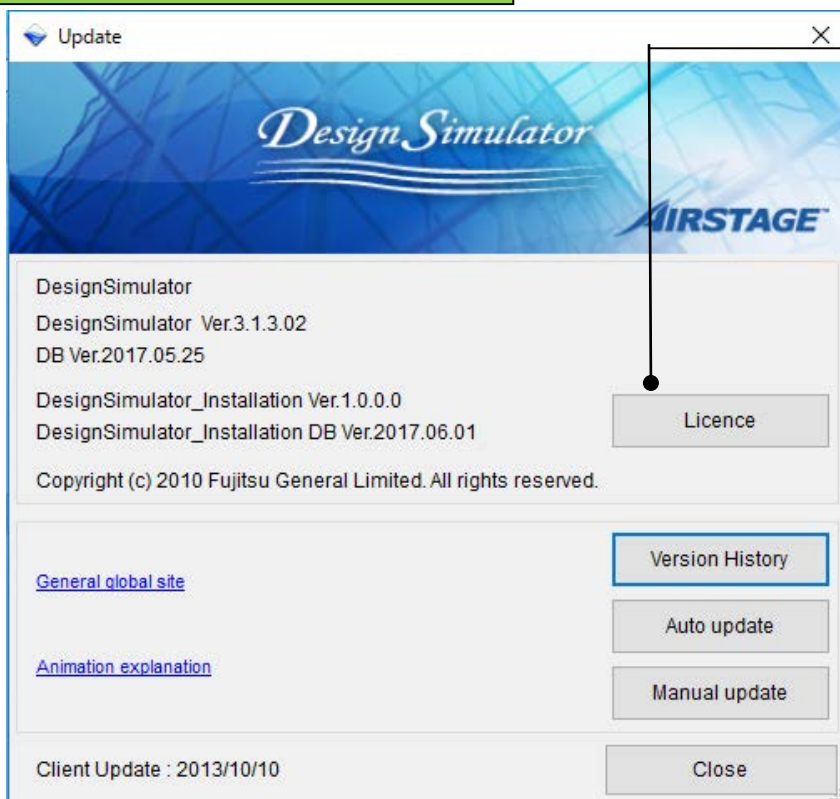 Update
Design Simulator
AIRSTAGE™
DesignSimulator
DesignSimulator Ver.3.1.3.02
DB Ver.2017.05.25
DesignSimulator_Installation Ver.1.0.0.0
DesignSimulator_Installation DB Ver.2017.06.01
Licence
Copyright (c) 2010 Fujitsu General Limited. All rights reserved.
Version History
General global site
Auto update
Animation explanation
Manual update
Client Update : 2013/10/10
Close